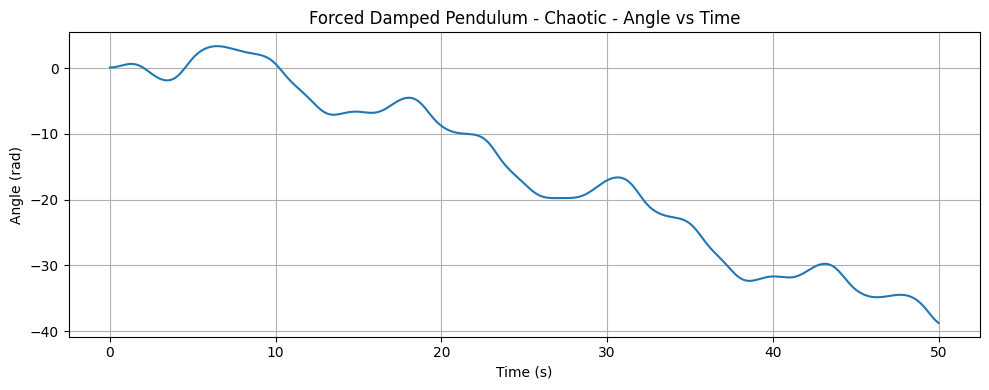 Forced Damped Pendulum - Chaotic - Angle vs Time
Angle (rad)
0
−10
−20
−30
−40
0 10 20 30 40 50
Time (s)